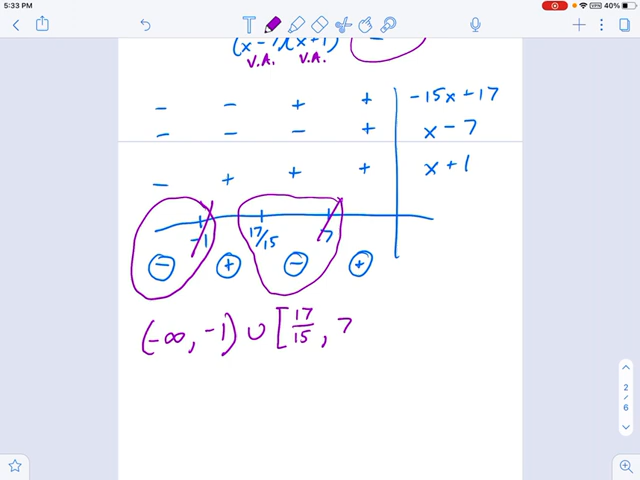 5:33 PM
40%
(x-7)(x+1)
V.A. V.A.
- - + + -15x+17
- - - + x-7
- + + + x+1
-1 17/15 7
- + - +
(-∞, -1) ∪ [17/15, 7
2
/
6